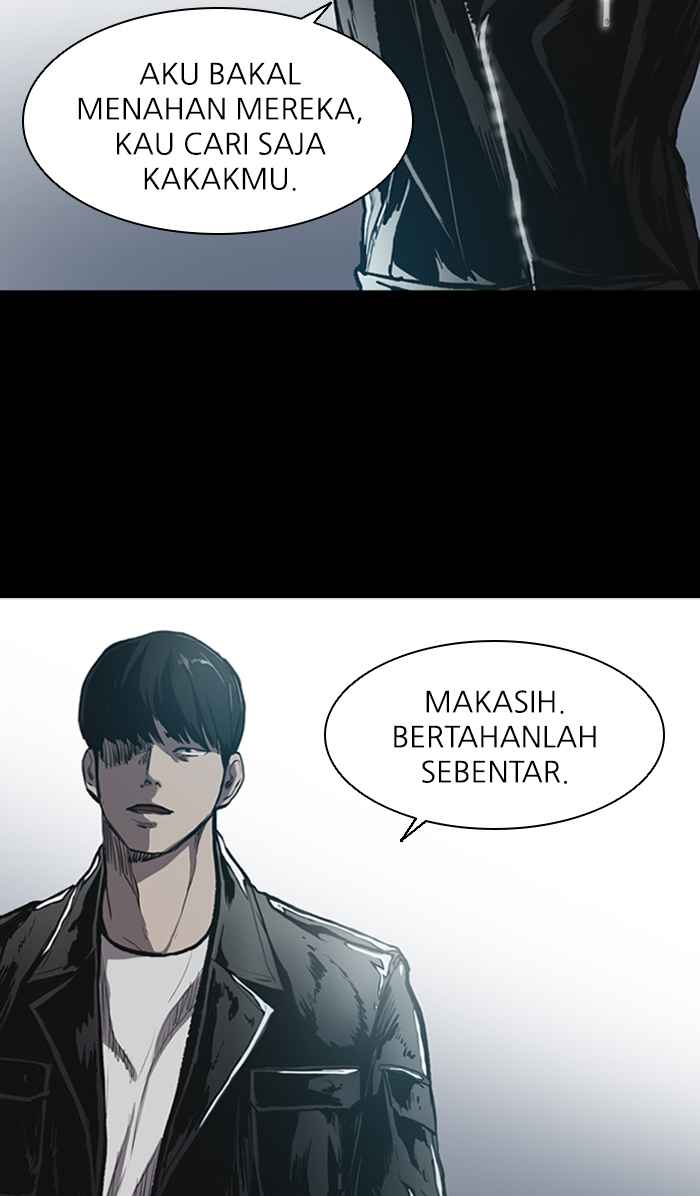 AKU BAKAL
MENAHAN MEREKA,
KAU CARI SAJA
KAKAKMU.
MAKASIH.
BERTAHANLAH
SEBENTAR.